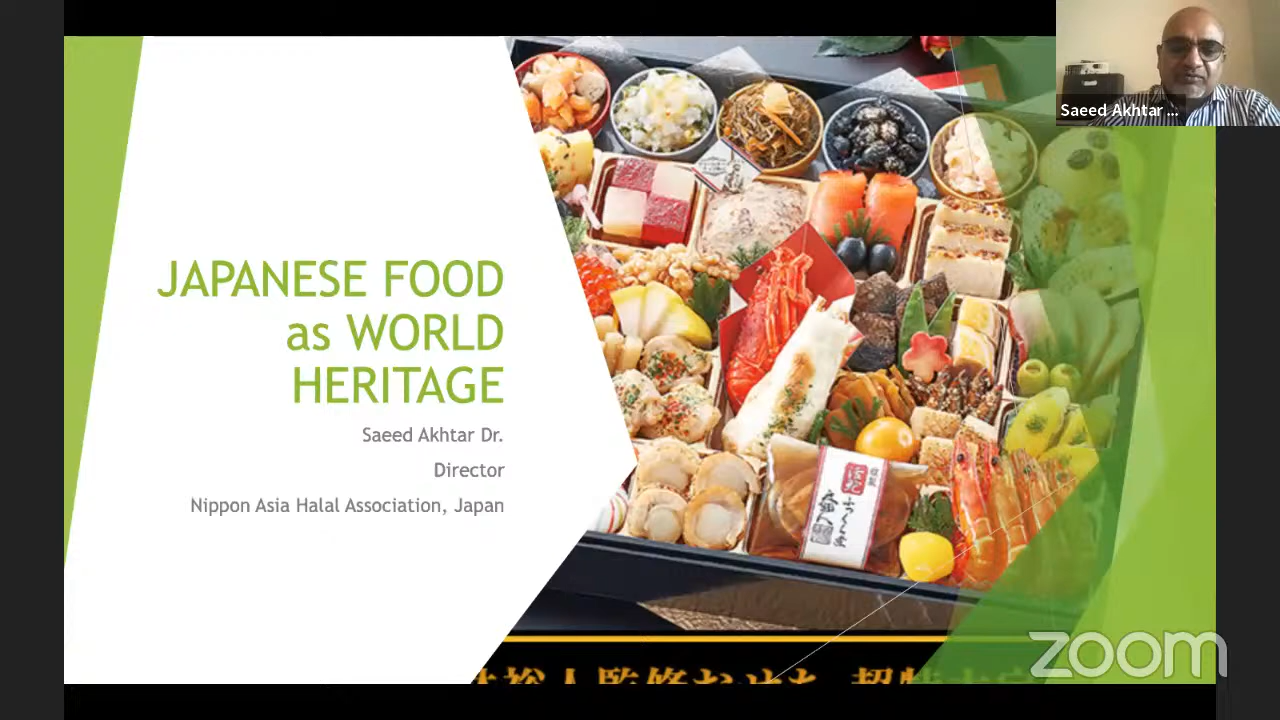 Saeed Akhtar ...
JAPANESE FOOD
as WORLD
HERITAGE
Saeed Akhtar Dr.
Director
Nippon Asia Halal Association, Japan
zoom